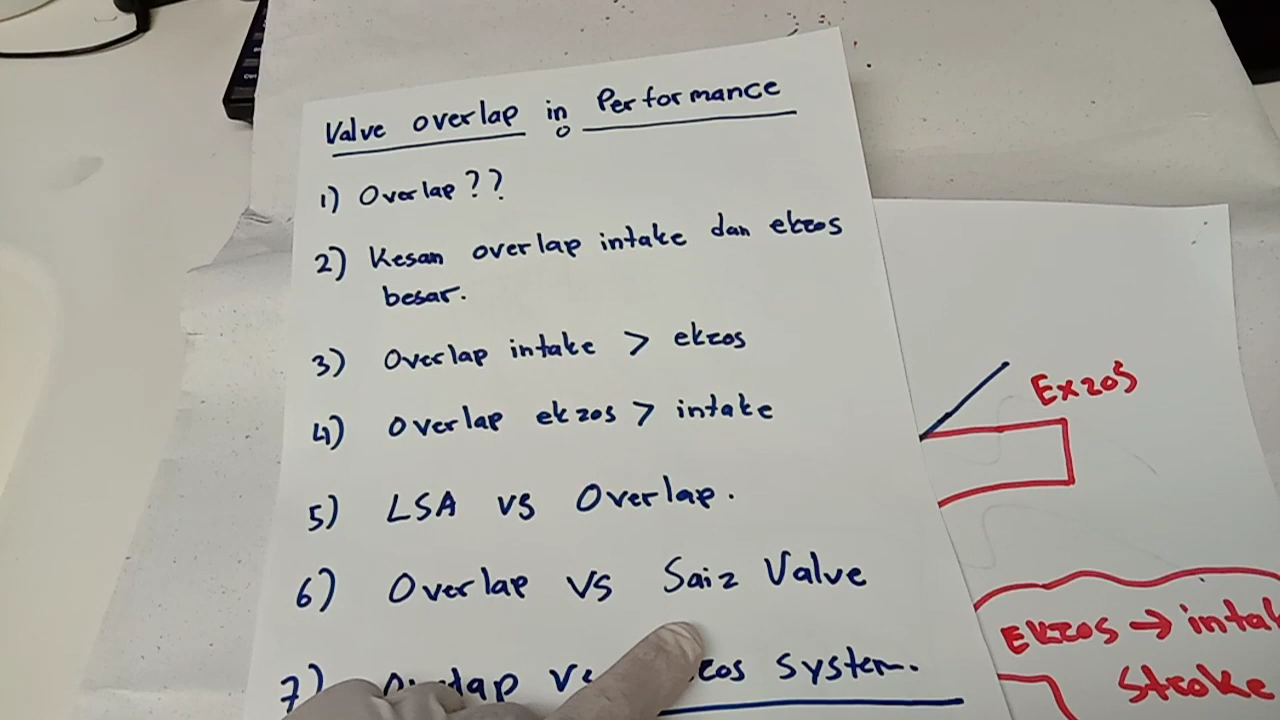 Valve overlap in Performance
1) Overlap??
2) Kesan overlap intake dan ekzos
besar.
3) Overlap intake > ekzos
4) Overlap ekzos > intake
5) LSA vs Overlap.
6) Overlap vs Saiz Valve
7) system.
Exzos
Ekzos →
Stroke